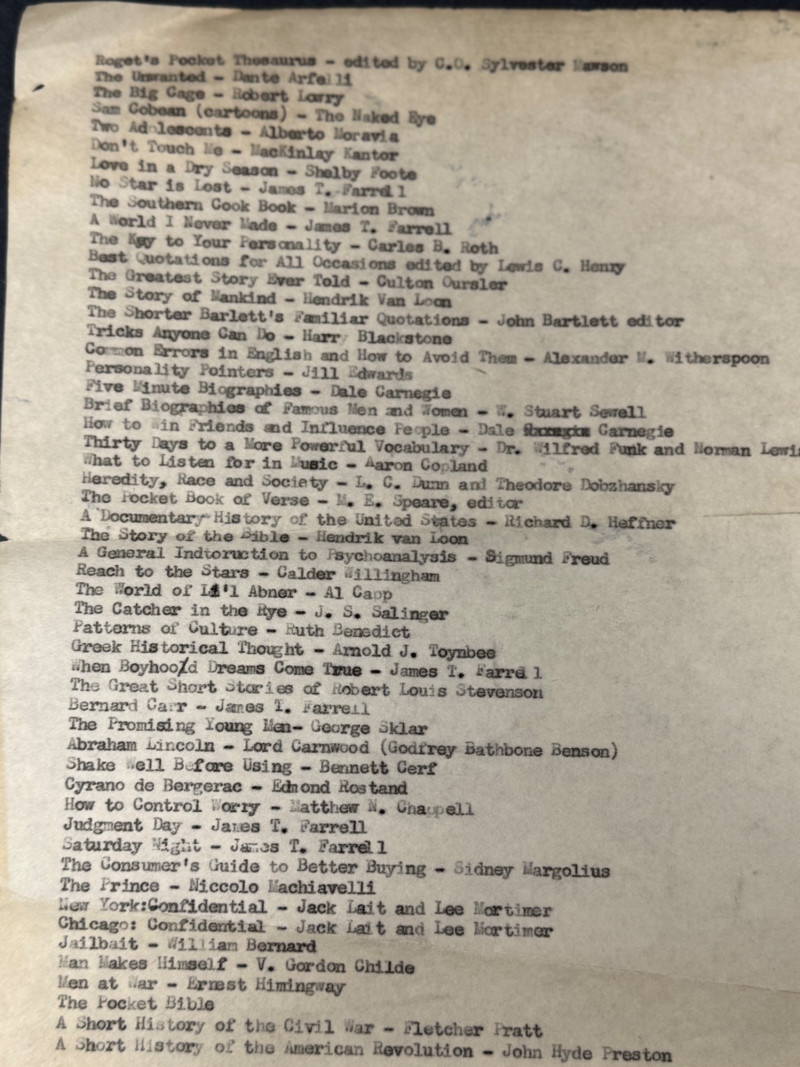 Roget's Pocket Thesaurus - edited by C.O. Sylvester Mawson
The Unwanted - Dante Arfelli
The Big Cage - Robert Lowry
Sam Cobean (cartoons) - The Naked Eye
Two Adolescents - Alberto Moravia
Don't Touch Me - MacKinlay Kantor
Love in a Dry Season - Shelby Foote
No Star is Lost - James T. Farrell
The Southern Cook Book - Marion Brown
A World I Never Made - James T. Farrell
The Key to Your Personality - Carles B. Roth
Best Quotations for All Occasions edited by Lewis C. Henry
The Greatest Story Ever Told - Culton Oursler
The Story of Mankind - Hendrik Van Loon
The Shorter Barlett's Familiar Quotations - John Bartlett editor
Tricks Anyone Can Do - Harry Blackstone
Common Errors in English and How to Avoid Them - Alexander M. Witherspoon
Personality Pointers - Jill Edwards
Five Minute Biographies - Dale Carnegie
Brief Biographies of Famous Men and Women - W. Stuart Sewell
How to Win Friends and Influence People - Dale Carnegie
Thirty Days to a More Powerful Vocabulary - Dr. Wilfred Funk and Norman Lewis
What to Listen for in Music - Aaron Copland
Heredity, Race and Society - L. C. Dunn and Theodore Dobzhansky
The Pocket Book of Verse - M. E. Speare, editor
A Documentary History of the United States - Richard D. Heffner
The Story of the Bible - Hendrik van Loon
A General Indtoruction to Psychoanalysis - Sigmund Freud
Reach to the Stars - Calder Willingham
The World of Li'l Abner - Al Capp
The Catcher in the Rye - J. S. Salinger
Patterns of Culture - Ruth Benedict
Greek Historical Thought - Arnold J. Toynbee
When Boyhoo/d Dreams Come True - James T. Farrell
The Great Short Stories of Robert Louis Stevenson
Bernard Carr - James T. Farrell
The Promising Young Men- George Sklar
Abraham Lincoln - Lord Carnwood (Godfrey Bathbone Benson)
Shake Well Before Using - Bennett Cerf
Cyrano de Bergerac - Edmond Rostand
How to Control Worry - Matthew N. Chappell
Judgment Day - James T. Farrell
Saturday Night - James T. Farrell
The Consumer's Guide to Better Buying - Sidney Margolius
The Prince - Niccolo Machiavelli
New York:Confidential - Jack Lait and Lee Mortimer
Chicago: Confidential - Jack Lait and Lee Mortimer
Jailbait - William Bernard
Man Makes Himself - V. Gordon Childe
Men at War - Ernest Himingway
The Pocket Bible
A Short History of the Civil War - Fletcher Pratt
A Short History of the American Revolution - John Hyde Preston